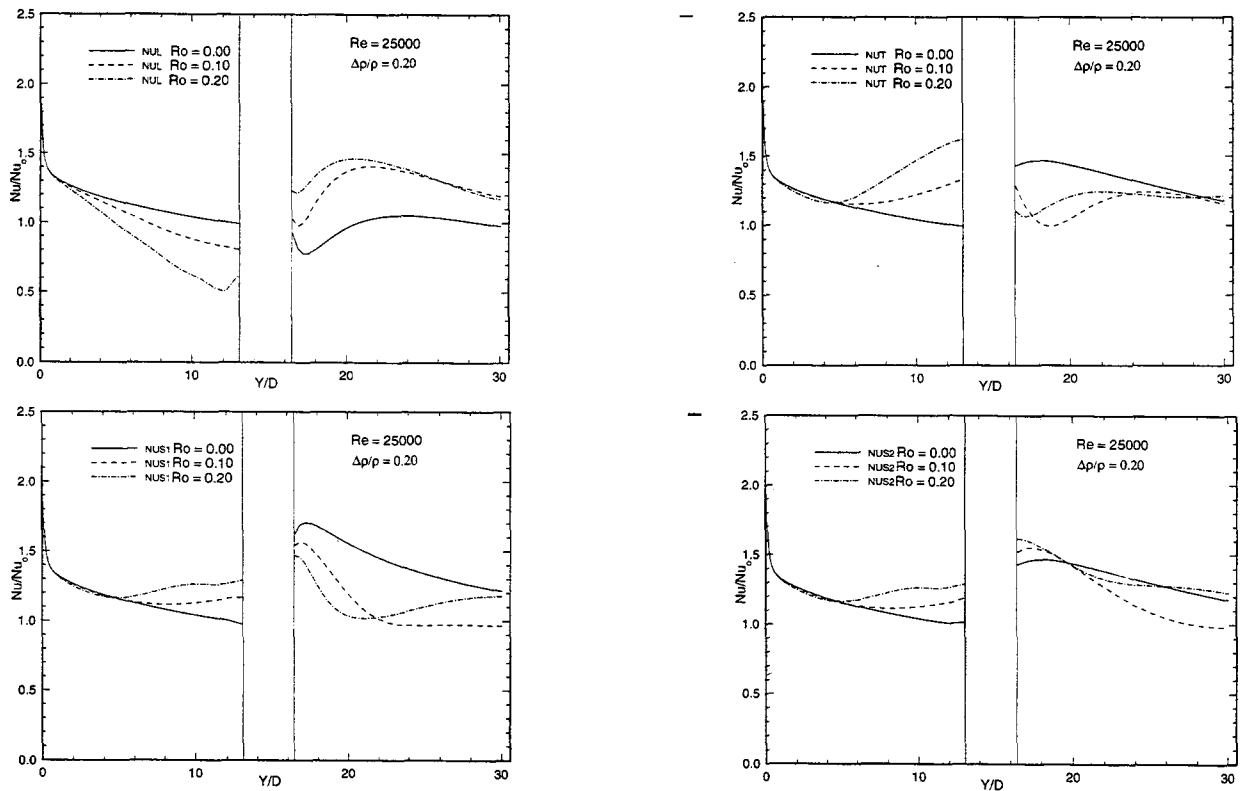 2.5
2.0
1.5
1.0
0.5
0.0
Nu/Nuo
NUL Ro = 0.00
NUL Ro = 0.10
NUL Ro = 0.20
Re = 25000
Δρ/ρ = 0.20
0 10 20 30
Y/D
2.5
2.0
1.5
1.0
0.5
0.0
Nu/Nuo
NUT Ro = 0.00
NUT Ro = 0.10
NUT Ro = 0.20
Re = 25000
Δρ/ρ = 0.20
0 10 20 30
Y/D
2.5
2.0
1.5
1.0
0.5
0.0
Nu/Nuo
NUS1 Ro = 0.00
NUS1 Ro = 0.10
NUS1 Ro = 0.20
Re = 25000
Δρ/ρ = 0.20
0 10 20 30
Y/D
2.5
2.0
1.5
1.0
0.5
0.0
Nu/Nuo
NUS2 Ro = 0.00
NUS2 Ro = 0.10
NUS2 Ro = 0.20
Re = 25000
Δρ/ρ = 0.20
0 10 20 30
Y/D